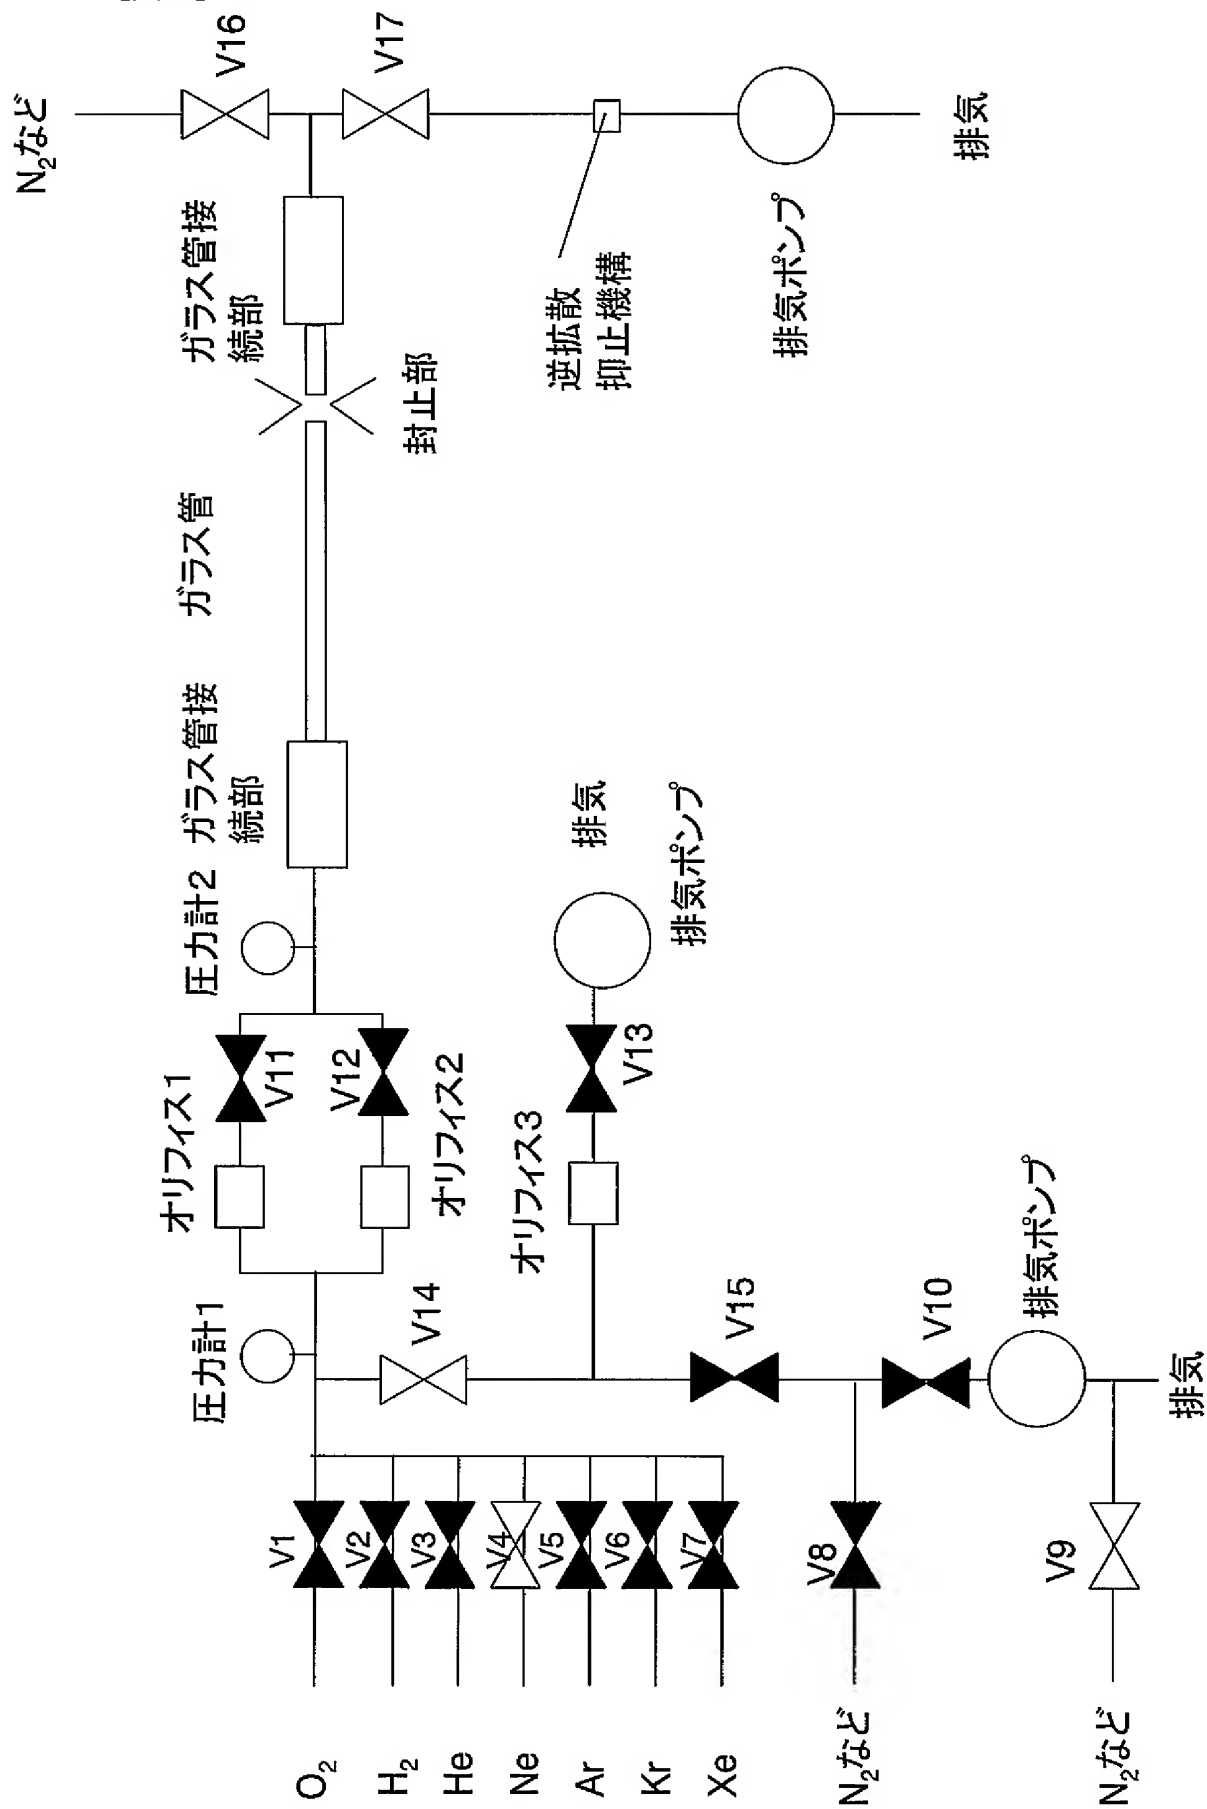 N₂など
V16
V17
ガラス管接
続部
封止部
逆拡散
抑止機構
排気ポンプ
排気
ガラス管
ガラス管接
続部
圧力計2
排気
排気ポンプ
オリフィス1
V11
V12
オリフィス2
オリフィス3
V13
圧力計1
V14
V15
V10
排気ポンプ
排気
V1
V2
V3
V4
V5
V6
V7
V8
V9
O₂
H₂
He
Ne
Ar
Kr
Xe
N₂など
N₂など